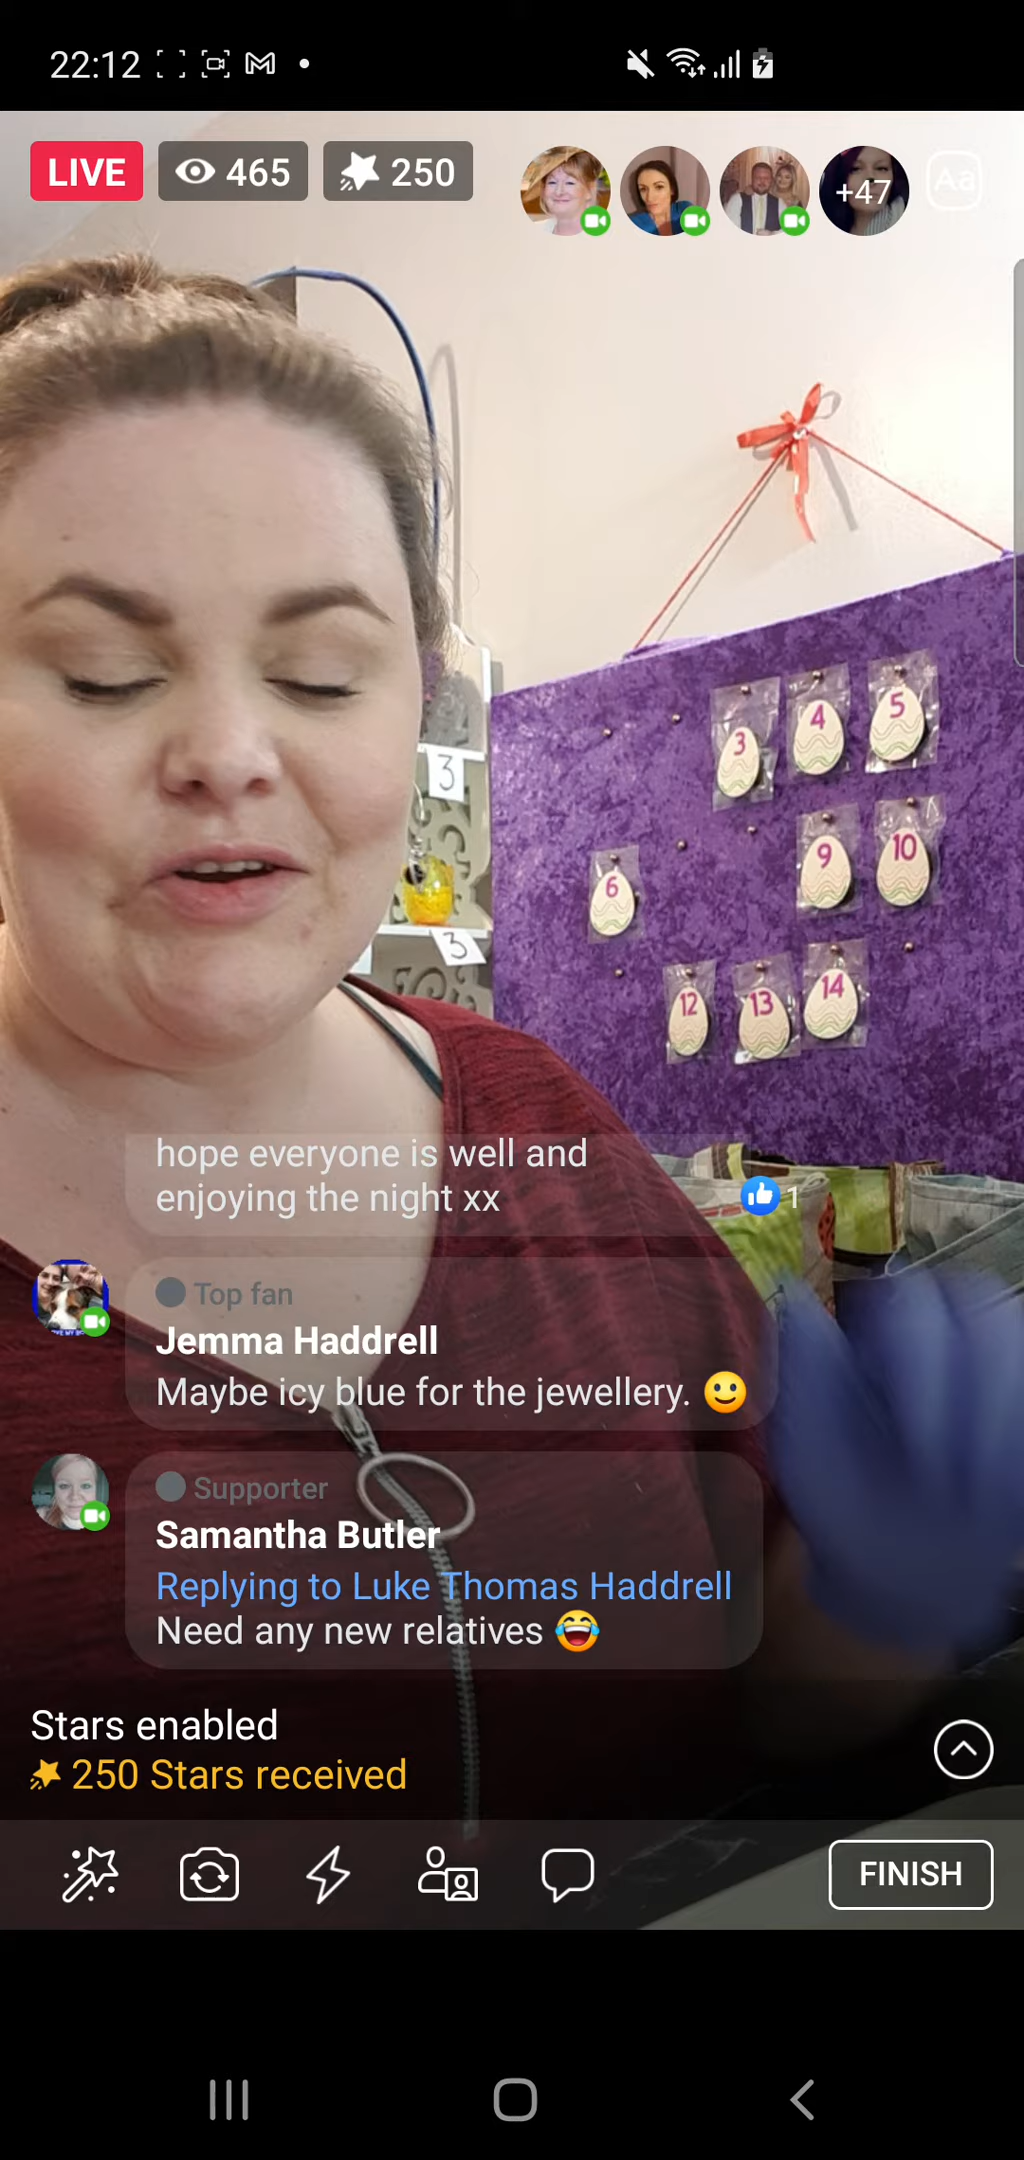 22:12
LIVE 465 250 +47 Aa
3 4 5
3
6 9 10
3
12 13 14
hope everyone is well and
enjoying the night xx
1
Top fan
Jemma Haddrell
Maybe icy blue for the jewellery. 🙂
Supporter
Samantha Butler
Replying to Luke Thomas Haddrell
Need any new relatives 😂
Stars enabled
250 Stars received
FINISH